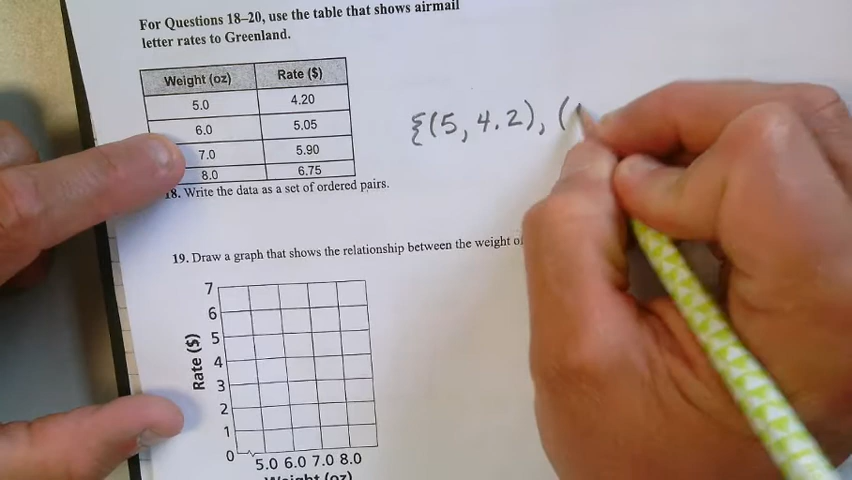 For Questions 18–20, use the table that shows airmail
letter rates to Greenland.
Weight (oz) Rate ($)
5.0 4.20
6.0 5.05
7.0 5.90
8.0 6.75
{(5, 4.2), (
18. Write the data as a set of ordered pairs.
19. Draw a graph that shows the relationship between the weight
7
6
5
4
3
2
1
0
Rate ($)
5.0 6.0 7.0 8.0
Weight (oz)